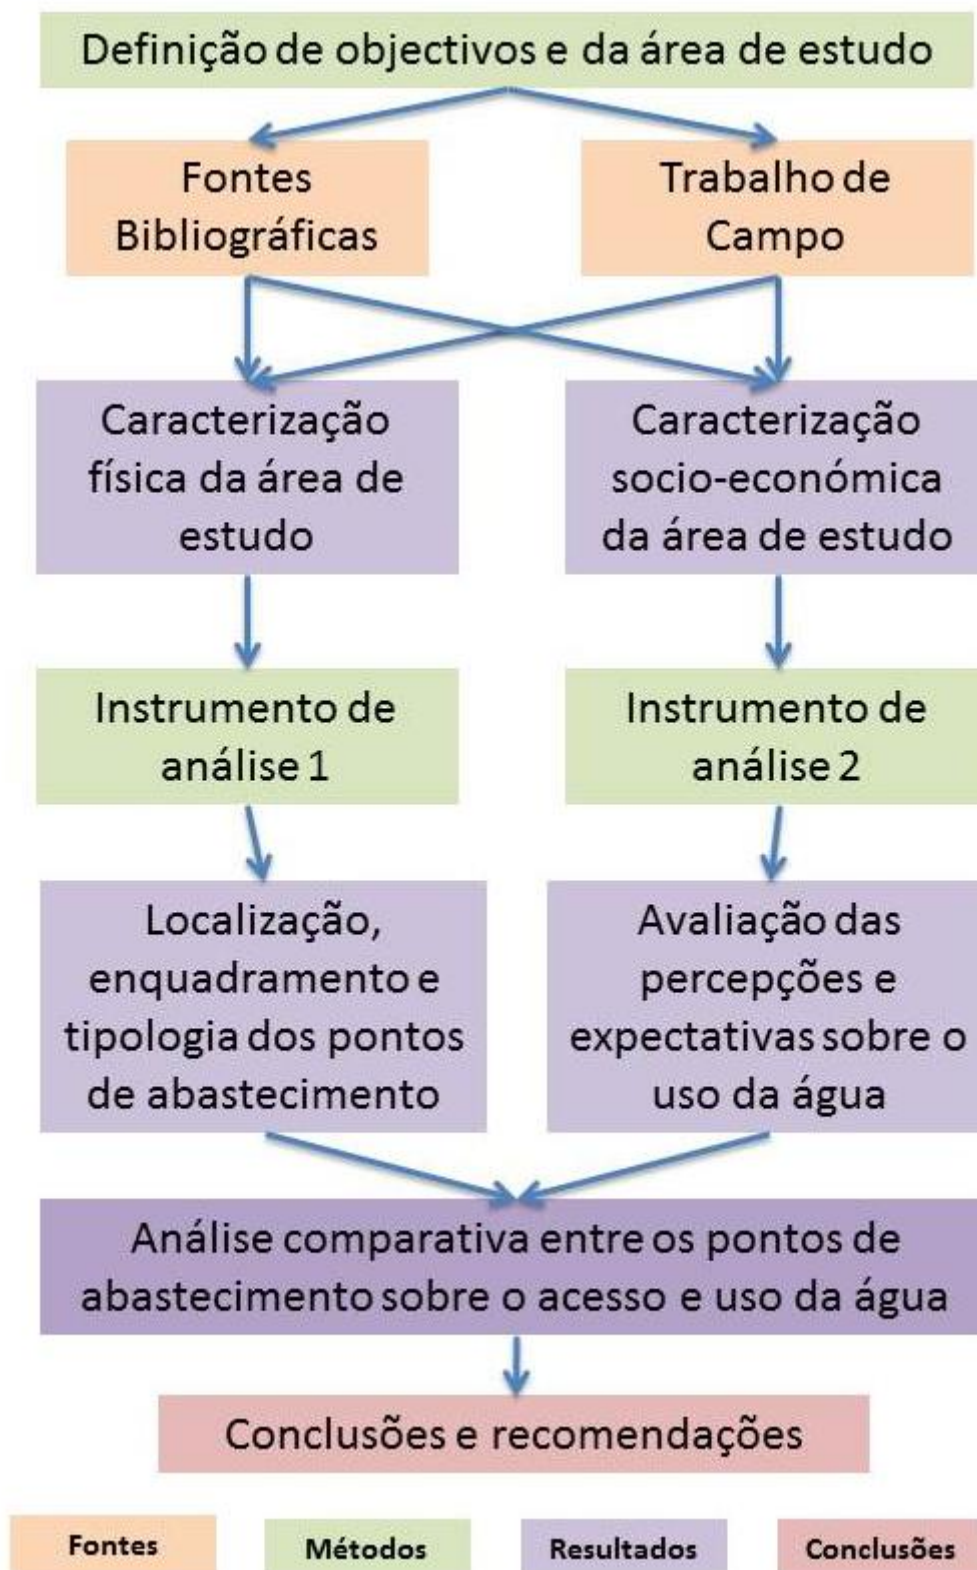 Definição de objectivos e da área de estudo
Fontes
Bibliográficas
Trabalho de
Campo
Caracterização
física da área de
estudo
Caracterização
socio-económica
da área de estudo
Instrumento de
análise 1
Instrumento de
análise 2
Localização,
enquadramento e
tipologia dos pontos
de abastecimento
Avaliação das
percepções e
expectativas sobre o
uso da água
Análise comparativa entre os pontos de
abastecimento sobre o acesso e uso da água
Conclusões e recomendações
Fontes
Métodos
Resultados
Conclusões